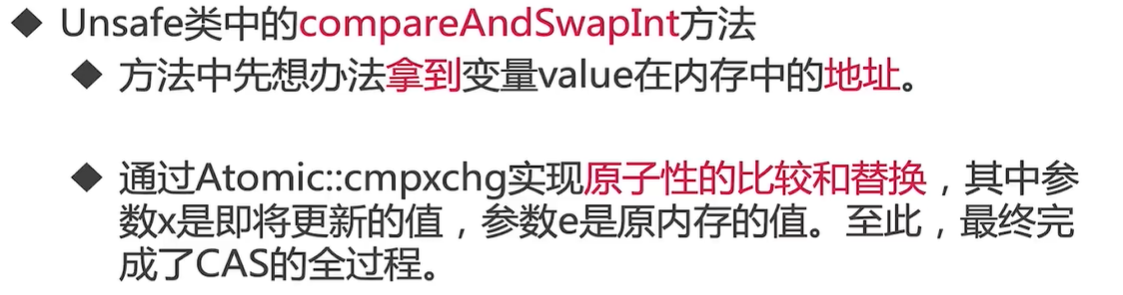 ◆ Unsafe类中的compareAndSwapInt方法
◆ 方法中先想办法拿到变量value在内存中的地址。
◆ 通过Atomic::cmpxchg实现原子性的比较和替换，其中参
数x是即将更新的值，参数e是原内存的值。至此，最终完
成了CAS的全过程。